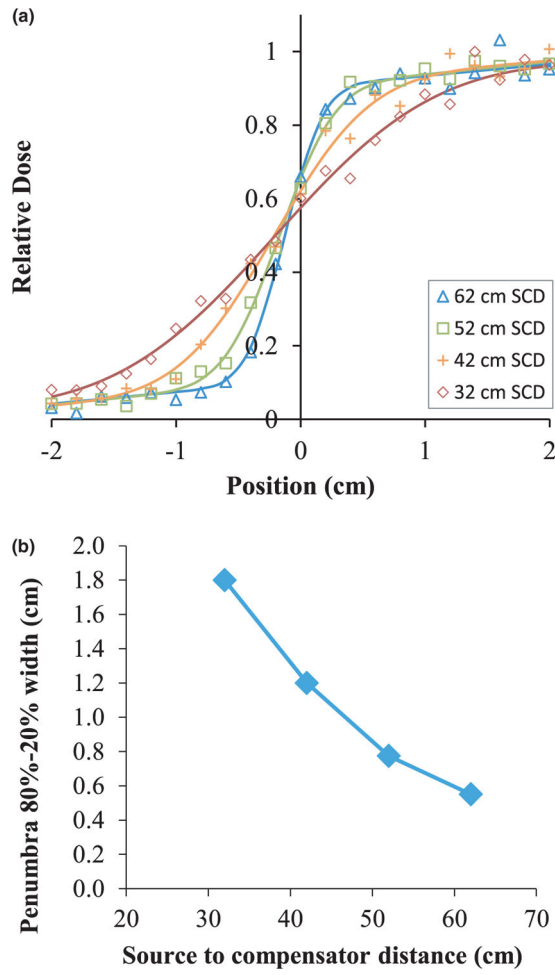 (a)
1
0.8
0.6
0.4
0.2
0
Relative Dose
62 cm SCD
52 cm SCD
42 cm SCD
32 cm SCD
-2
-1
0
1
2
Position (cm)
(b)
2.0
1.8
1.6
1.4
1.2
1.0
0.8
0.6
0.4
0.2
0.0
Penumbra 80%-20% width (cm)
20
30
40
50
60
70
Source to compensator distance (cm)